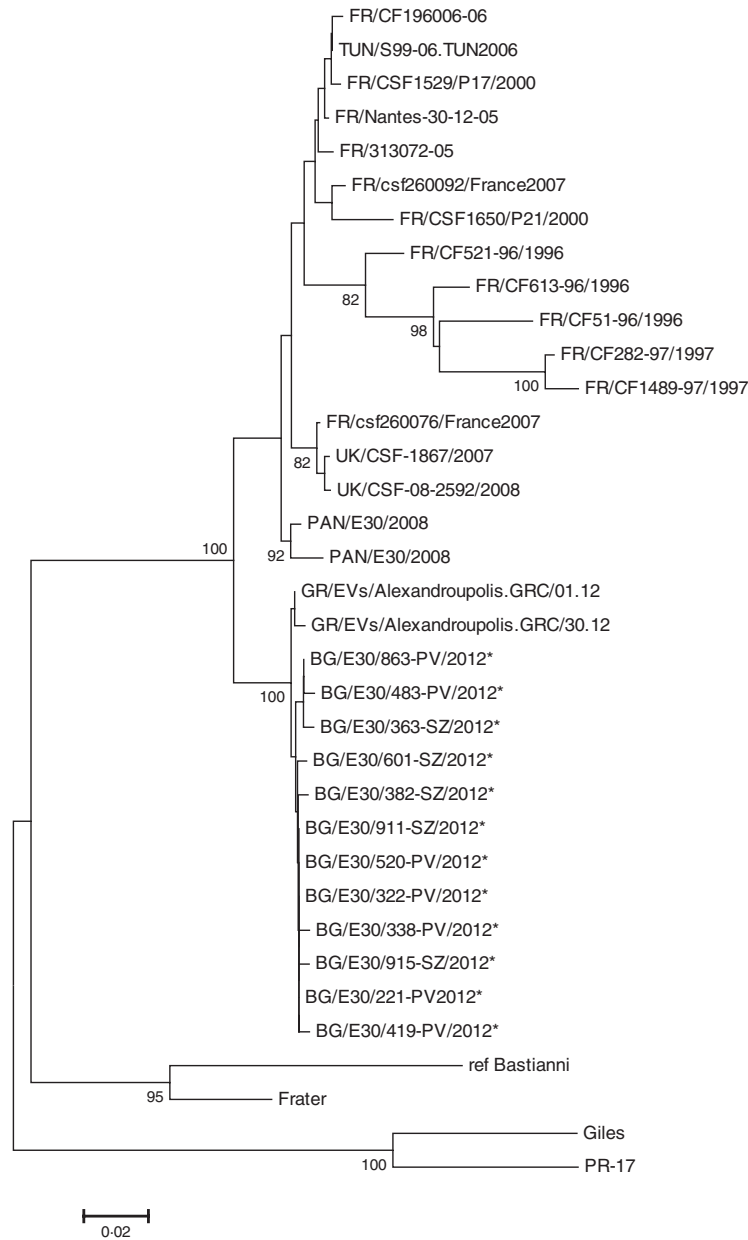 FR/CF196006-06
TUN/S99-06.TUN2006
FR/CSF1529/P17/2000
FR/Nantes-30-12-05
FR/313072-05
FR/csf260092/France2007
FR/CSF1650/P21/2000
FR/CF521-96/1996
82
FR/CF613-96/1996
98
FR/CF51-96/1996
FR/CF282-97/1997
100
FR/CF1489-97/1997
FR/csf260076/France2007
82
UK/CSF-1867/2007
UK/CSF-08-2592/2008
PAN/E30/2008
100
92
PAN/E30/2008
GR/EVs/Alexandroupolis.GRC/01.12
GR/EVs/Alexandroupolis.GRC/30.12
BG/E30/863-PV/2012*
100
BG/E30/483-PV/2012*
BG/E30/363-SZ/2012*
BG/E30/601-SZ/2012*
BG/E30/382-SZ/2012*
BG/E30/911-SZ/2012*
BG/E30/520-PV/2012*
BG/E30/322-PV/2012*
BG/E30/338-PV/2012*
BG/E30/915-SZ/2012*
BG/E30/221-PV2012*
BG/E30/419-PV/2012*
ref Bastianni
95
Frater
Giles
100
PR-17
0·02